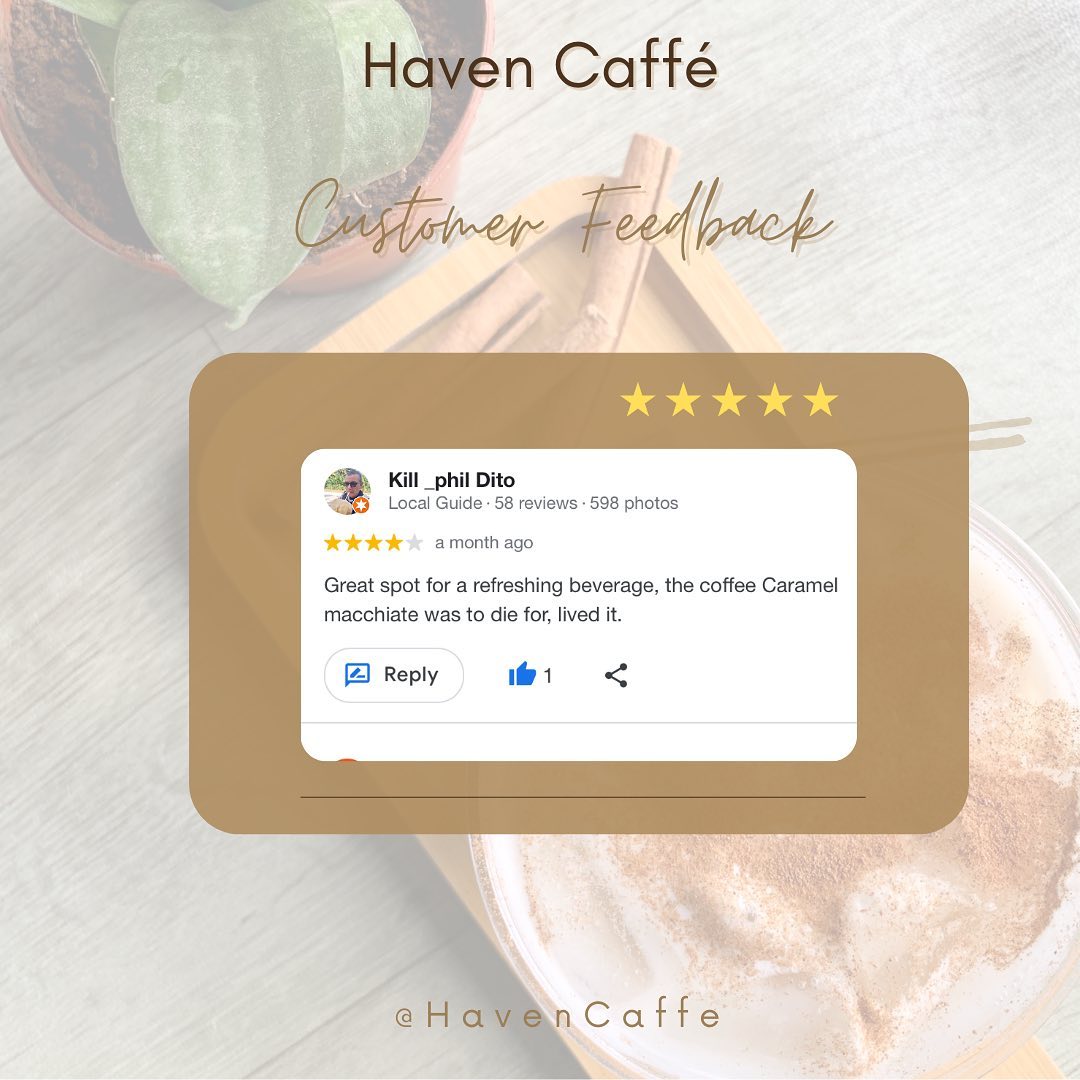 Haven Caffé
Customer Feedback
Kill _phil Dito
Local Guide · 58 reviews · 598 photos
a month ago
Great spot for a refreshing beverage, the coffee Caramel
macchiate was to die for, lived it.
Reply
1
@HavenCaffe